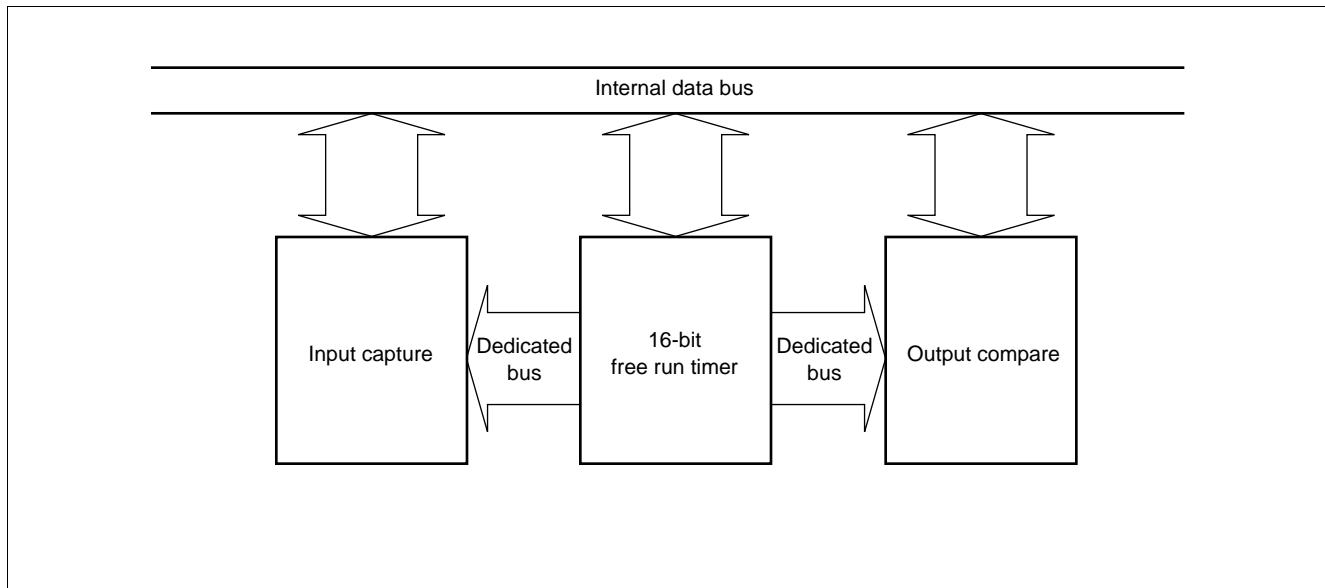 Internal data bus
Input capture
Dedicated
bus
16-bit
free run timer
Dedicated
bus
Output compare